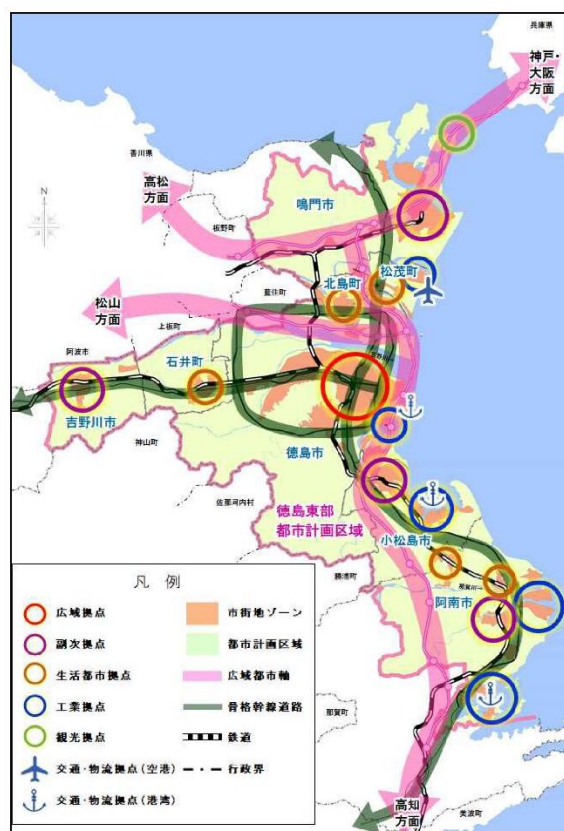 兵庫県
神戸・
大阪
方面
香川県
N
高松
方面
鳴門市
板野町
松茂町
北島町
藍住町
松山
方面
上板町
阿波市
石井町
吉野川市
神山町
徳島市
佐那河内村
徳島東部
都市計画区域
小松島市
勝浦町
那賀川
阿南市
那賀町
高知
方面
美波町
凡 例
広域拠点
副次拠点
生活都市拠点
工業拠点
観光拠点
交通・物流拠点(空港)
交通・物流拠点(港湾)
市街地ゾーン
都市計画区域
広域都市軸
骨格幹線道路
鉄道
行政界